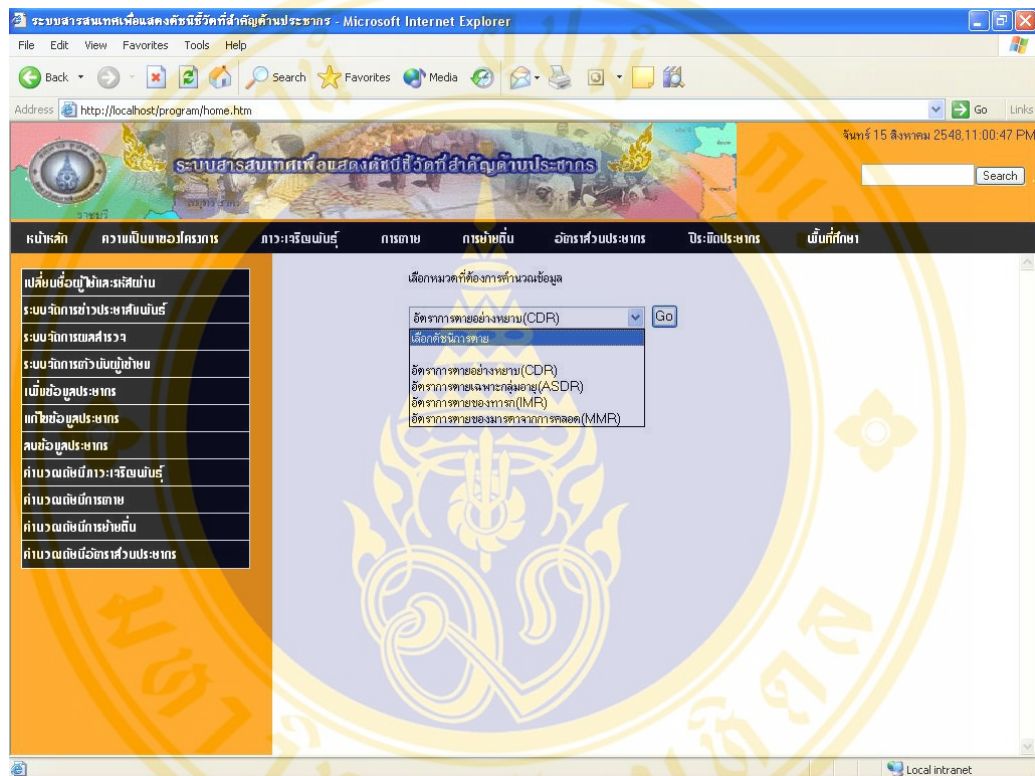 ระบบสารสนเทศเพื่อแสดงดัชนีชี้วัดที่สำคัญด้านประชากร - Microsoft Internet Explorer
File Edit View Favorites Tools Help
Back Search Favorites Media
Address http://localhost/program/home.htm Go Links
จันทร์ 15 สิงหาคม 2548,11:00:47 PM
ระบบสารสนเทศเพื่อแสดงดัชนีชี้วัดที่สำคัญด้านประชากร
Search
ราชบุรี
หน้าหลัก ความเป็นมาของโครงการ ภาวะเจริญพันธุ์ การตาย การย้ายถิ่น อัตราส่วนประชากร ปิระมิดประชากร พื้นที่ศึกษา
เปลี่ยนชื่อผู้ใช้และรหัสผ่าน
ระบบจัดการข่าวประชาสัมพันธ์
ระบบจัดการผลสำรวจ
ระบบจัดการตัวนับผู้เข้าชม
เพิ่มข้อมูลประชากร
แก้ไขข้อมูลประชากร
ลบข้อมูลประชากร
คำนวณดัชนีภาวะเจริญพันธุ์
คำนวณดัชนีการตาย
คำนวณดัชนีการย้ายถิ่น
คำนวณดัชนีอัตราส่วนประชากร
เลือกหมวดที่ต้องการคำนวณข้อมูล
อัตราการตายอย่างหยาบ(CDR) Go
เลือกดัชนีการตาย
อัตราการตายอย่างหยาบ(CDR)
อัตราการตายเฉพาะกลุ่มอายุ(ASDR)
อัตราการตายของทารก(IMR)
อัตราการตายของมารดาจากการคลอด(MMR)
Local intranet